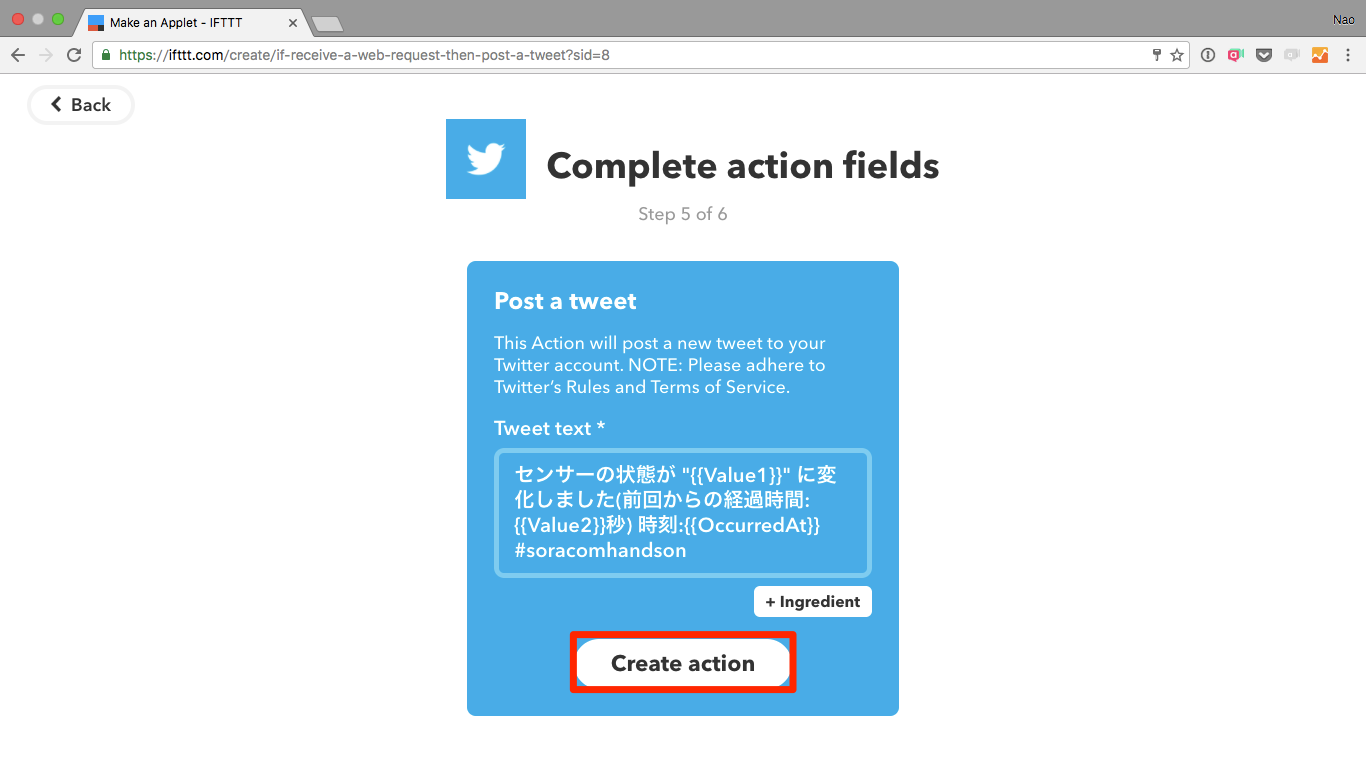 Make an Applet - IFTTT
Nao
https://ifttt.com/create/if-receive-a-web-request-then-post-a-tweet?sid=8
Back
Complete action fields
Step 5 of 6
Post a tweet
This Action will post a new tweet to your
Twitter account. NOTE: Please adhere to
Twitter’s Rules and Terms of Service.
Tweet text *
センサーの状態が "{{Value1}}" に変
化しました(前回からの経過時間:
{{Value2}}秒) 時刻:{{OccurredAt}}
#soracomhandson
+ Ingredient
Create action